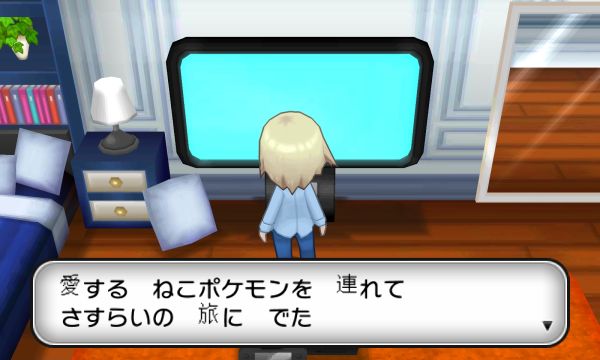 愛する　ねこポケモンを　連れて
さすらいの　旅に　でた